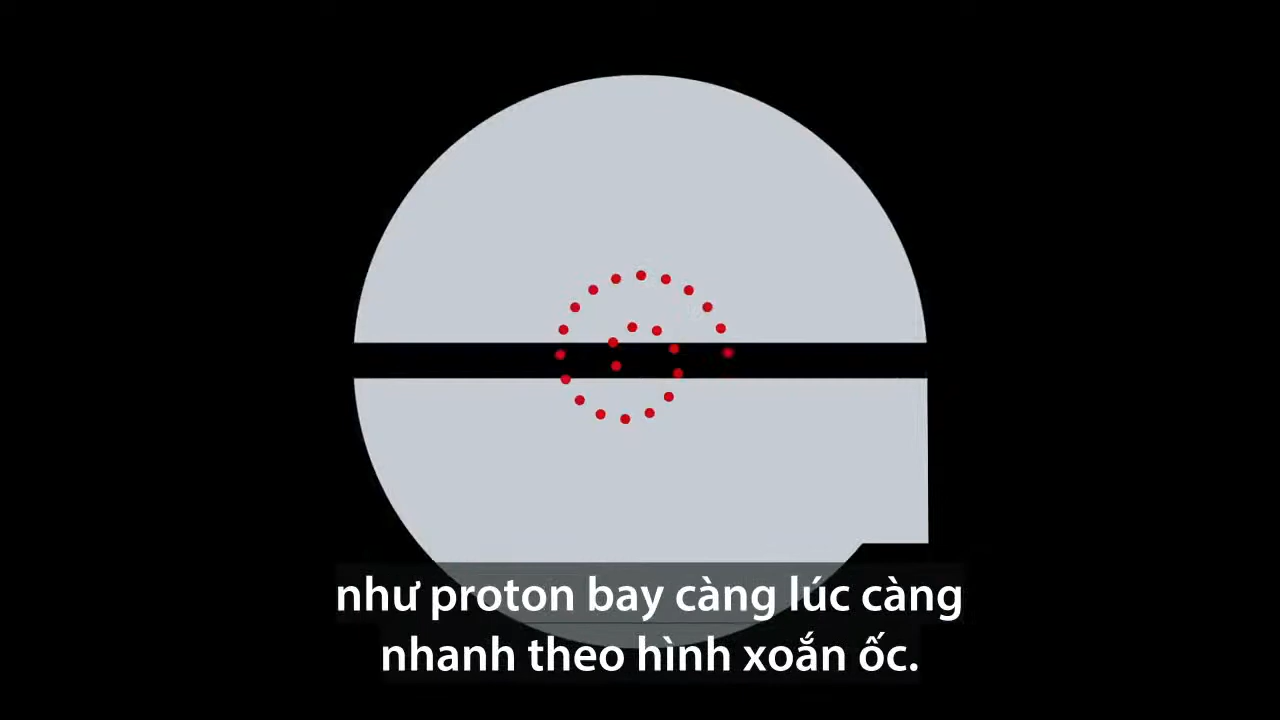 như proton bay càng lúc càng
nhanh theo hình xoắn ốc.